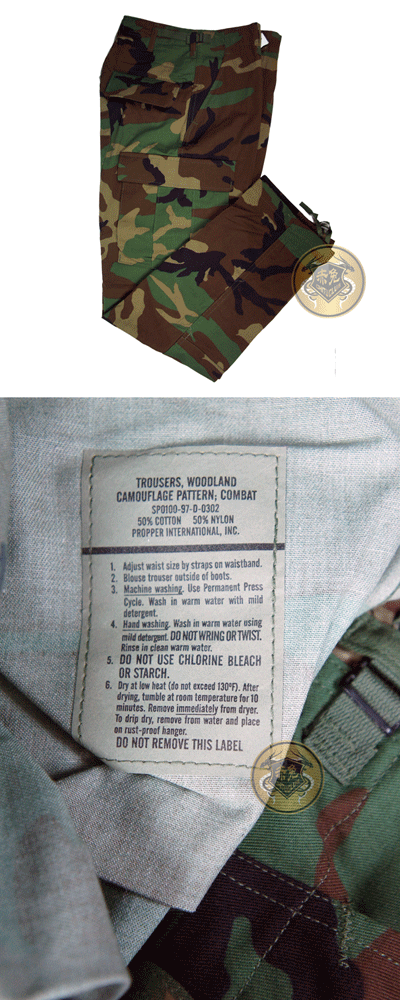 TROUSERS, WOODLAND
CAMOUFLAGE PATTERN; COMBAT
SPO100-97-D-0302
50% COTTON 50% NYLON
PROPPER INTERNATIONAL, INC.
1. Adjust waist size by straps on waistband.
2. Blouse trouser outside of boots.
3. Machine washing. Use Permanent Press
Cycle. Wash in warm water with mild
detergent.
4. Hand washing. Wash in warm water using
mild detergent. DO NOT WRING OR TWIST.
Rinse in clean warm water.
5. DO NOT USE CHLORINE BLEACH
OR STARCH.
6. Dry at low heat (do not exceed 130°F). After
drying, tumble at room temperature for 10
minutes. Remove immediately from dryer.
To drip dry, remove from water and place
on rust-proof hanger.
DO NOT REMOVE THIS LABEL